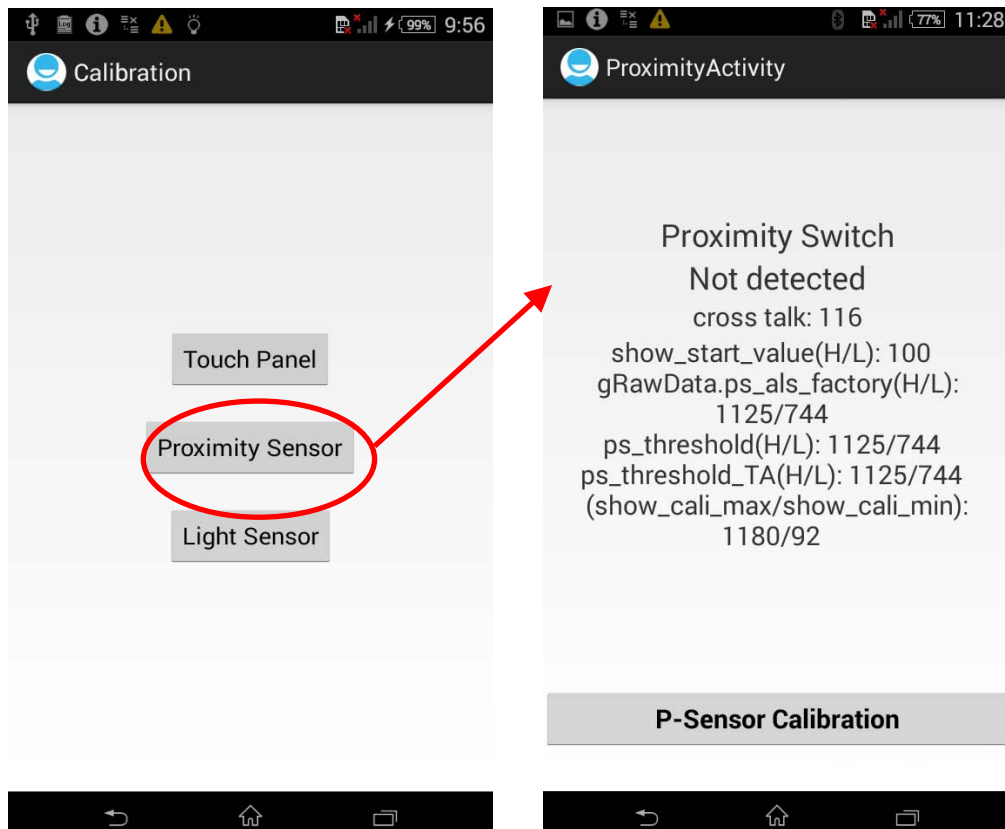 99% 9:56
Calibration
Touch Panel
Proximity Sensor
Light Sensor
77% 11:28
ProximityActivity
Proximity Switch
Not detected
cross talk: 116
show_start_value(H/L): 100
gRawData.ps_als_factory(H/L):
1125/744
ps_threshold(H/L): 1125/744
ps_threshold_TA(H/L): 1125/744
(show_cali_max/show_cali_min):
1180/92
P-Sensor Calibration